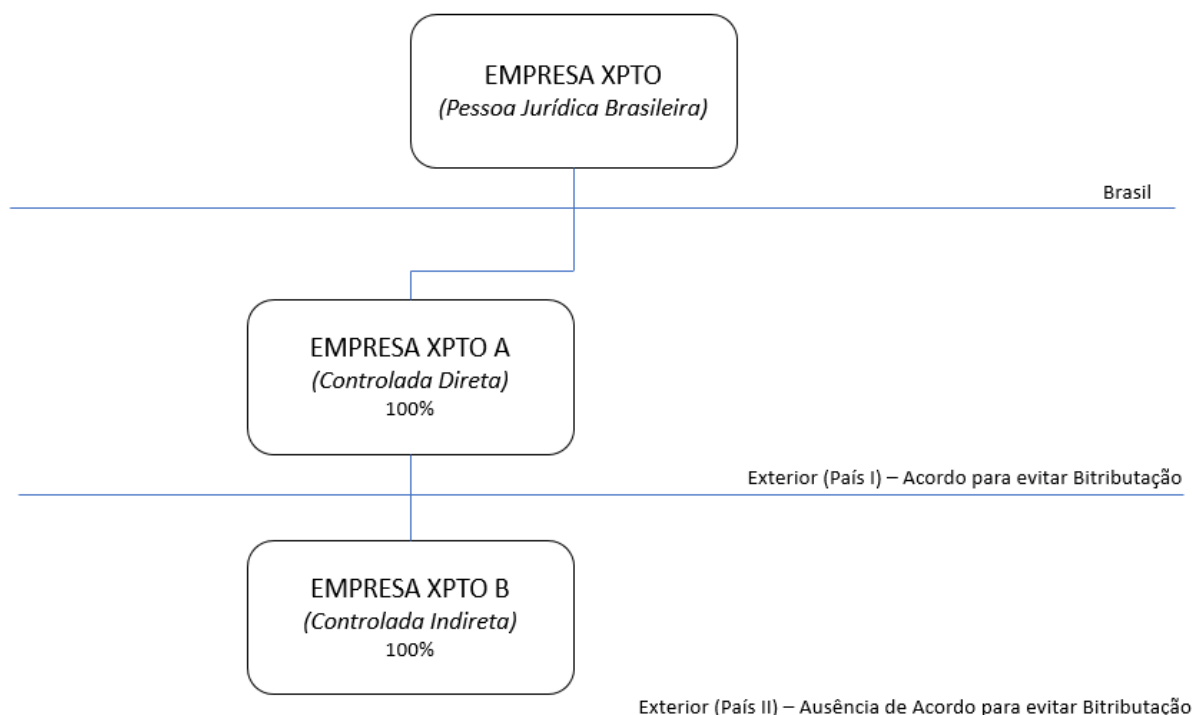 EMPRESA XPTO
(Pessoa Jurídica Brasileira)
Brasil
EMPRESA XPTO A
(Controlada Direta)
100%
Exterior (País I) – Acordo para evitar Bitributação
EMPRESA XPTO B
(Controlada Indireta)
100%
Exterior (País II) – Ausência de Acordo para evitar Bitributação